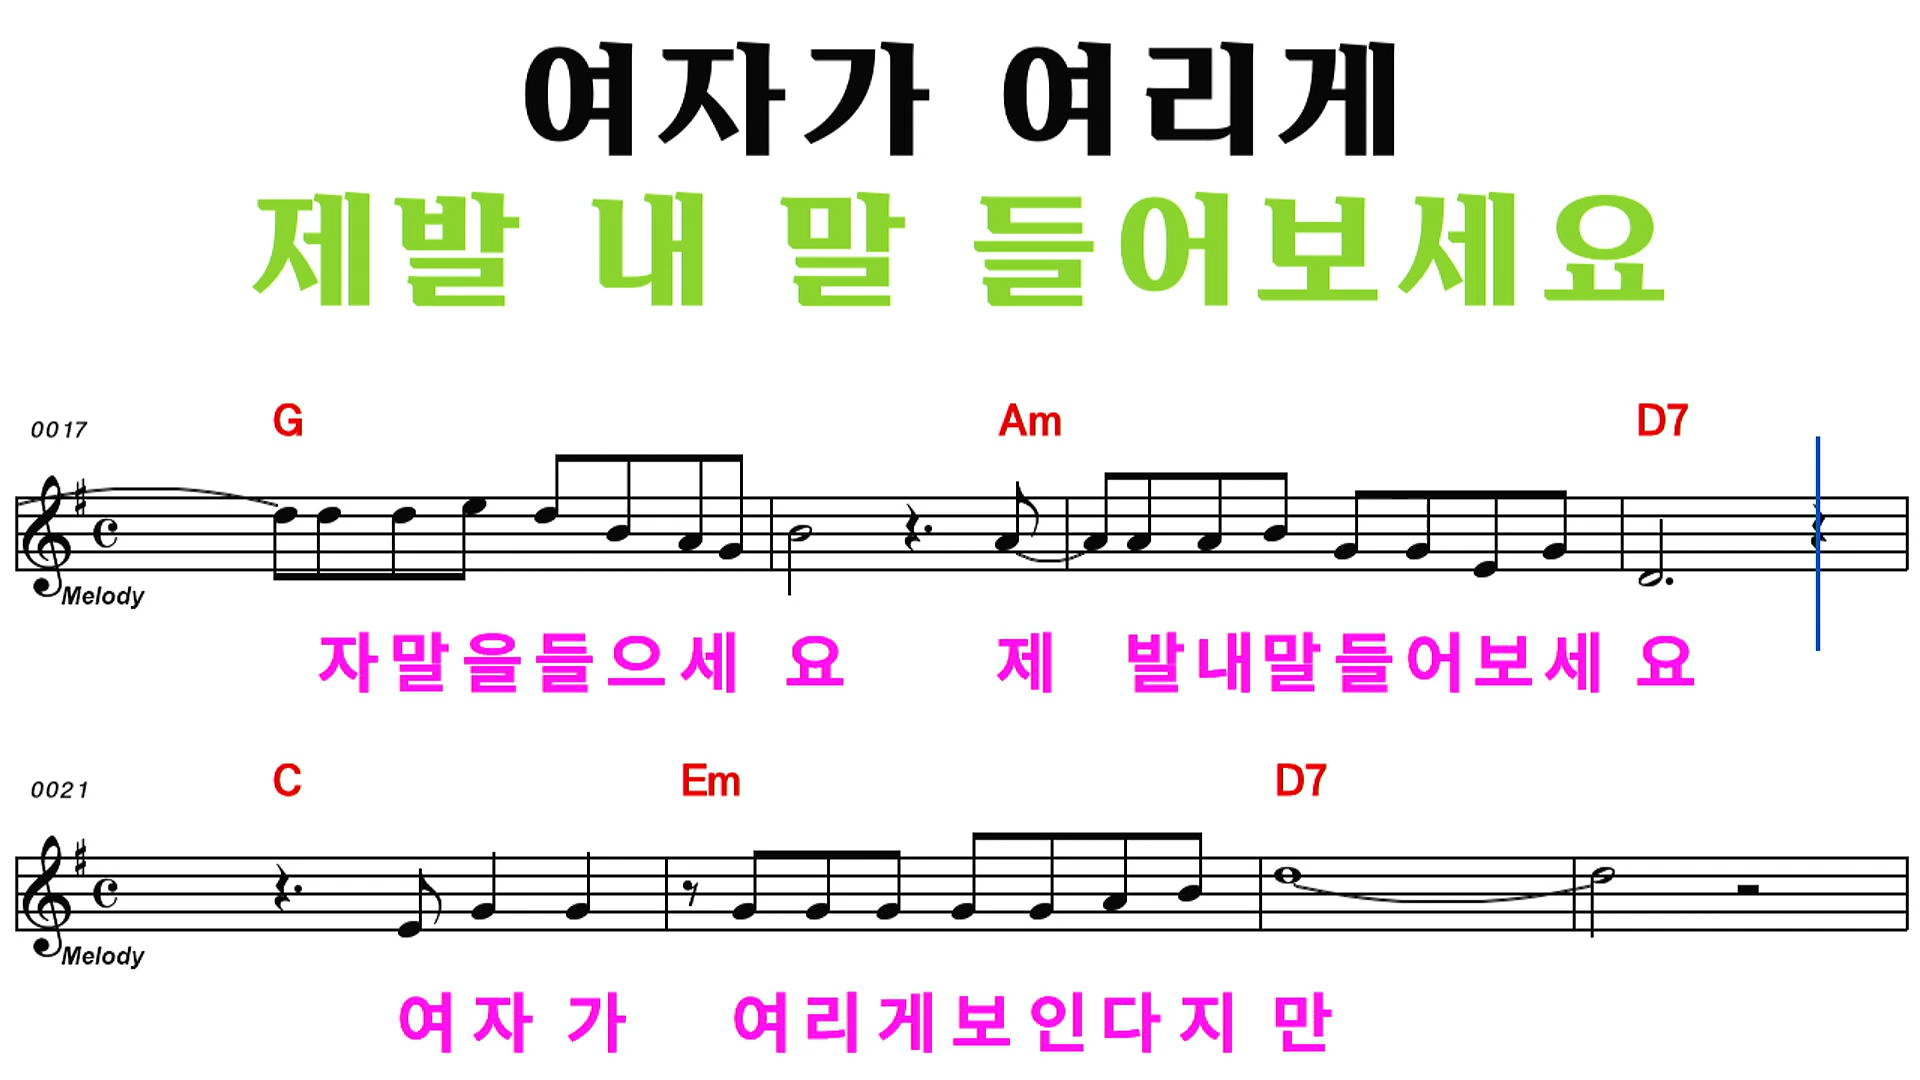 여자가 여리게
제발 내 말 들어보세요
0017 G Am D7
Melody
자말을들으세 요 제 발내말들어보세 요
0021 C Em D7
Melody
여자 가 여리게보인다지 만